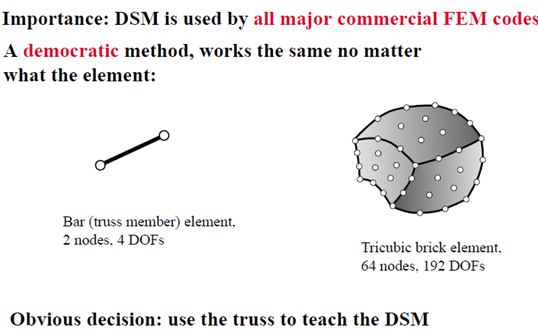 Importance: DSM is used by all major commercial FEM codes
A democratic method, works the same no matter
what the element:
Bar (truss member) element,
2 nodes, 4 DOFs
Tricubic brick element,
64 nodes, 192 DOFs
Obvious decision: use the truss to teach the DSM